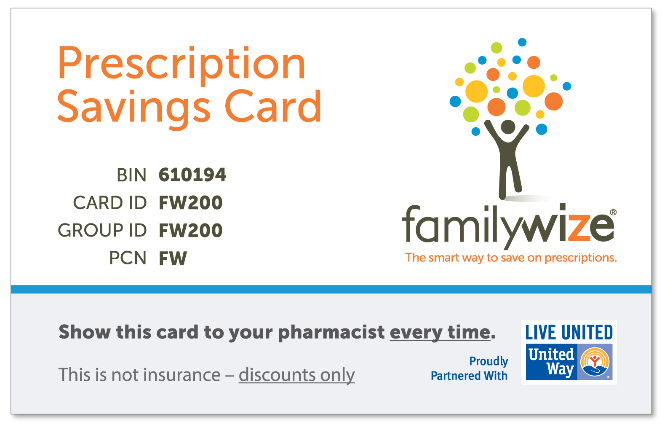 Prescription
Savings Card
BIN 610194
CARD ID FW200
GROUP ID FW200
PCN FW
familywize®
The smart way to save on prescriptions.
Show this card to your pharmacist every time.
This is not insurance – discounts only
Proudly
Partnered With
LIVE UNITED
United
Way